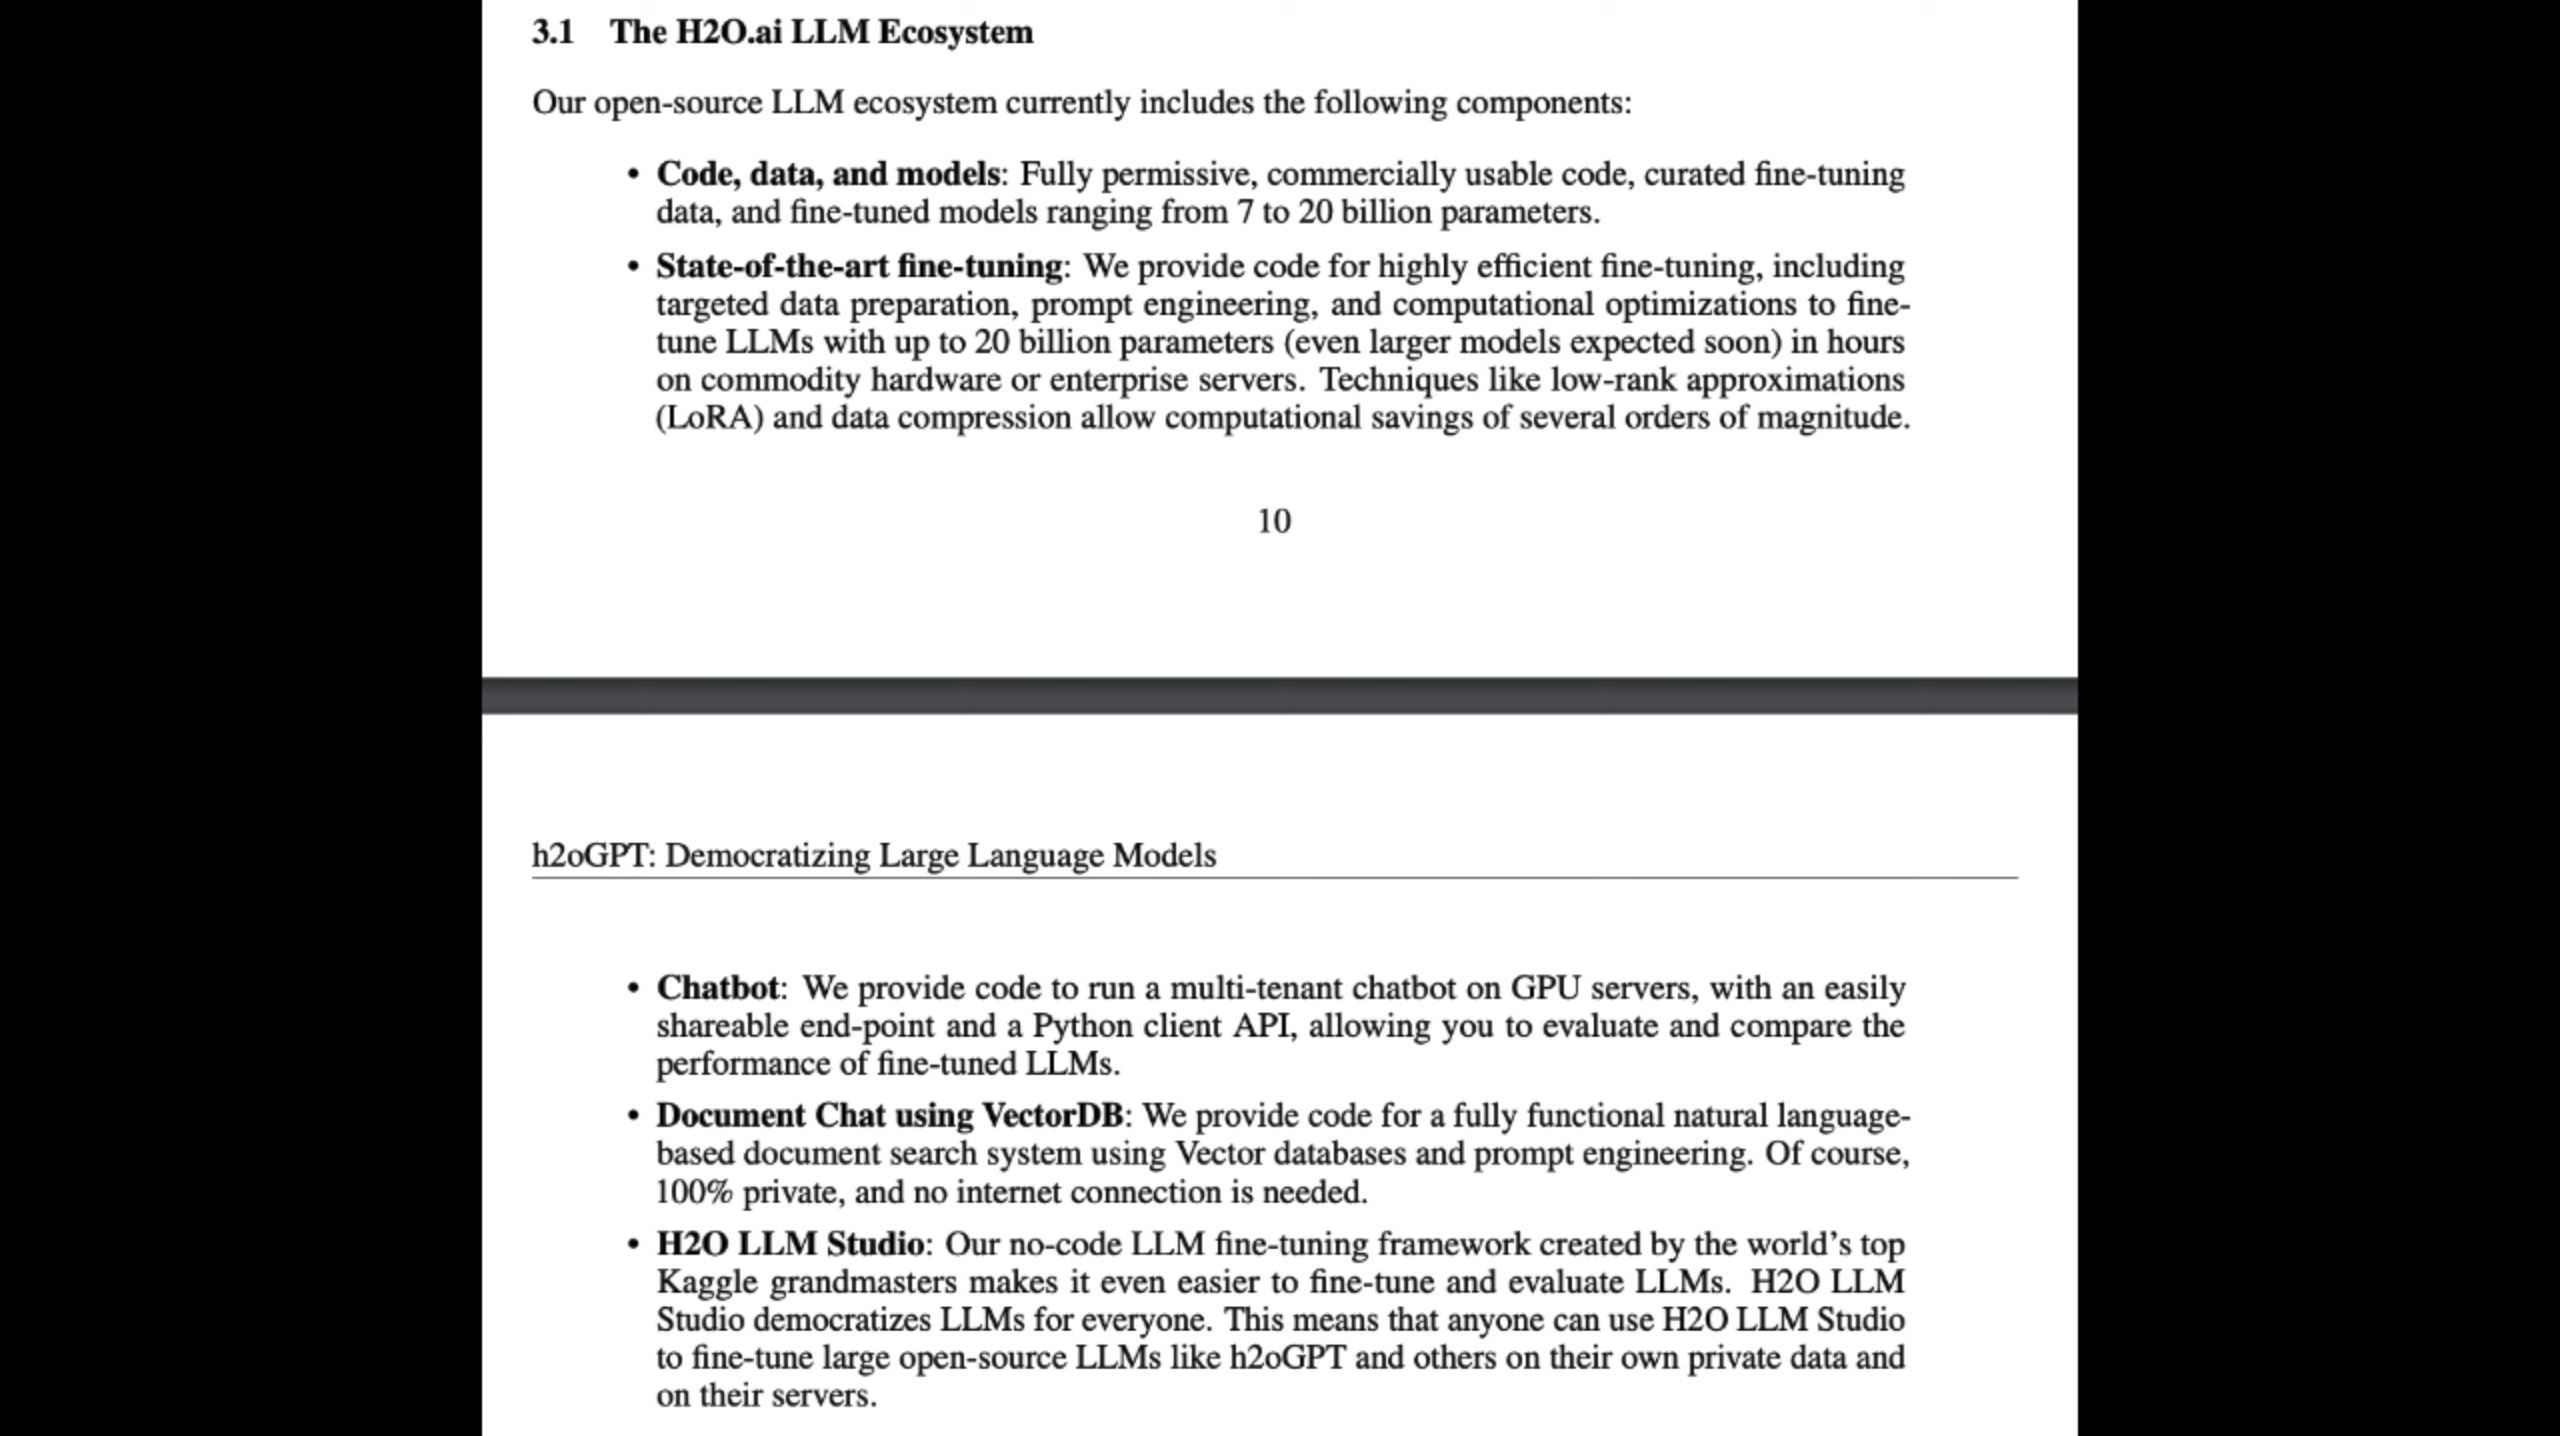 3.1 The H2O.ai LLM Ecosystem
Our open-source LLM ecosystem currently includes the following components:
• Code, data, and models: Fully permissive, commercially usable code, curated fine-tuning
data, and fine-tuned models ranging from 7 to 20 billion parameters.
• State-of-the-art fine-tuning: We provide code for highly efficient fine-tuning, including
targeted data preparation, prompt engineering, and computational optimizations to fine-
tune LLMs with up to 20 billion parameters (even larger models expected soon) in hours
on commodity hardware or enterprise servers. Techniques like low-rank approximations
(LoRA) and data compression allow computational savings of several orders of magnitude.
10
h2oGPT: Democratizing Large Language Models
• Chatbot: We provide code to run a multi-tenant chatbot on GPU servers, with an easily
shareable end-point and a Python client API, allowing you to evaluate and compare the
performance of fine-tuned LLMs.
• Document Chat using VectorDB: We provide code for a fully functional natural language-
based document search system using Vector databases and prompt engineering. Of course,
100% private, and no internet connection is needed.
• H2O LLM Studio: Our no-code LLM fine-tuning framework created by the world's top
Kaggle grandmasters makes it even easier to fine-tune and evaluate LLMs. H2O LLM
Studio democratizes LLMs for everyone. This means that anyone can use H2O LLM Studio
to fine-tune large open-source LLMs like h2oGPT and others on their own private data and
on their servers.